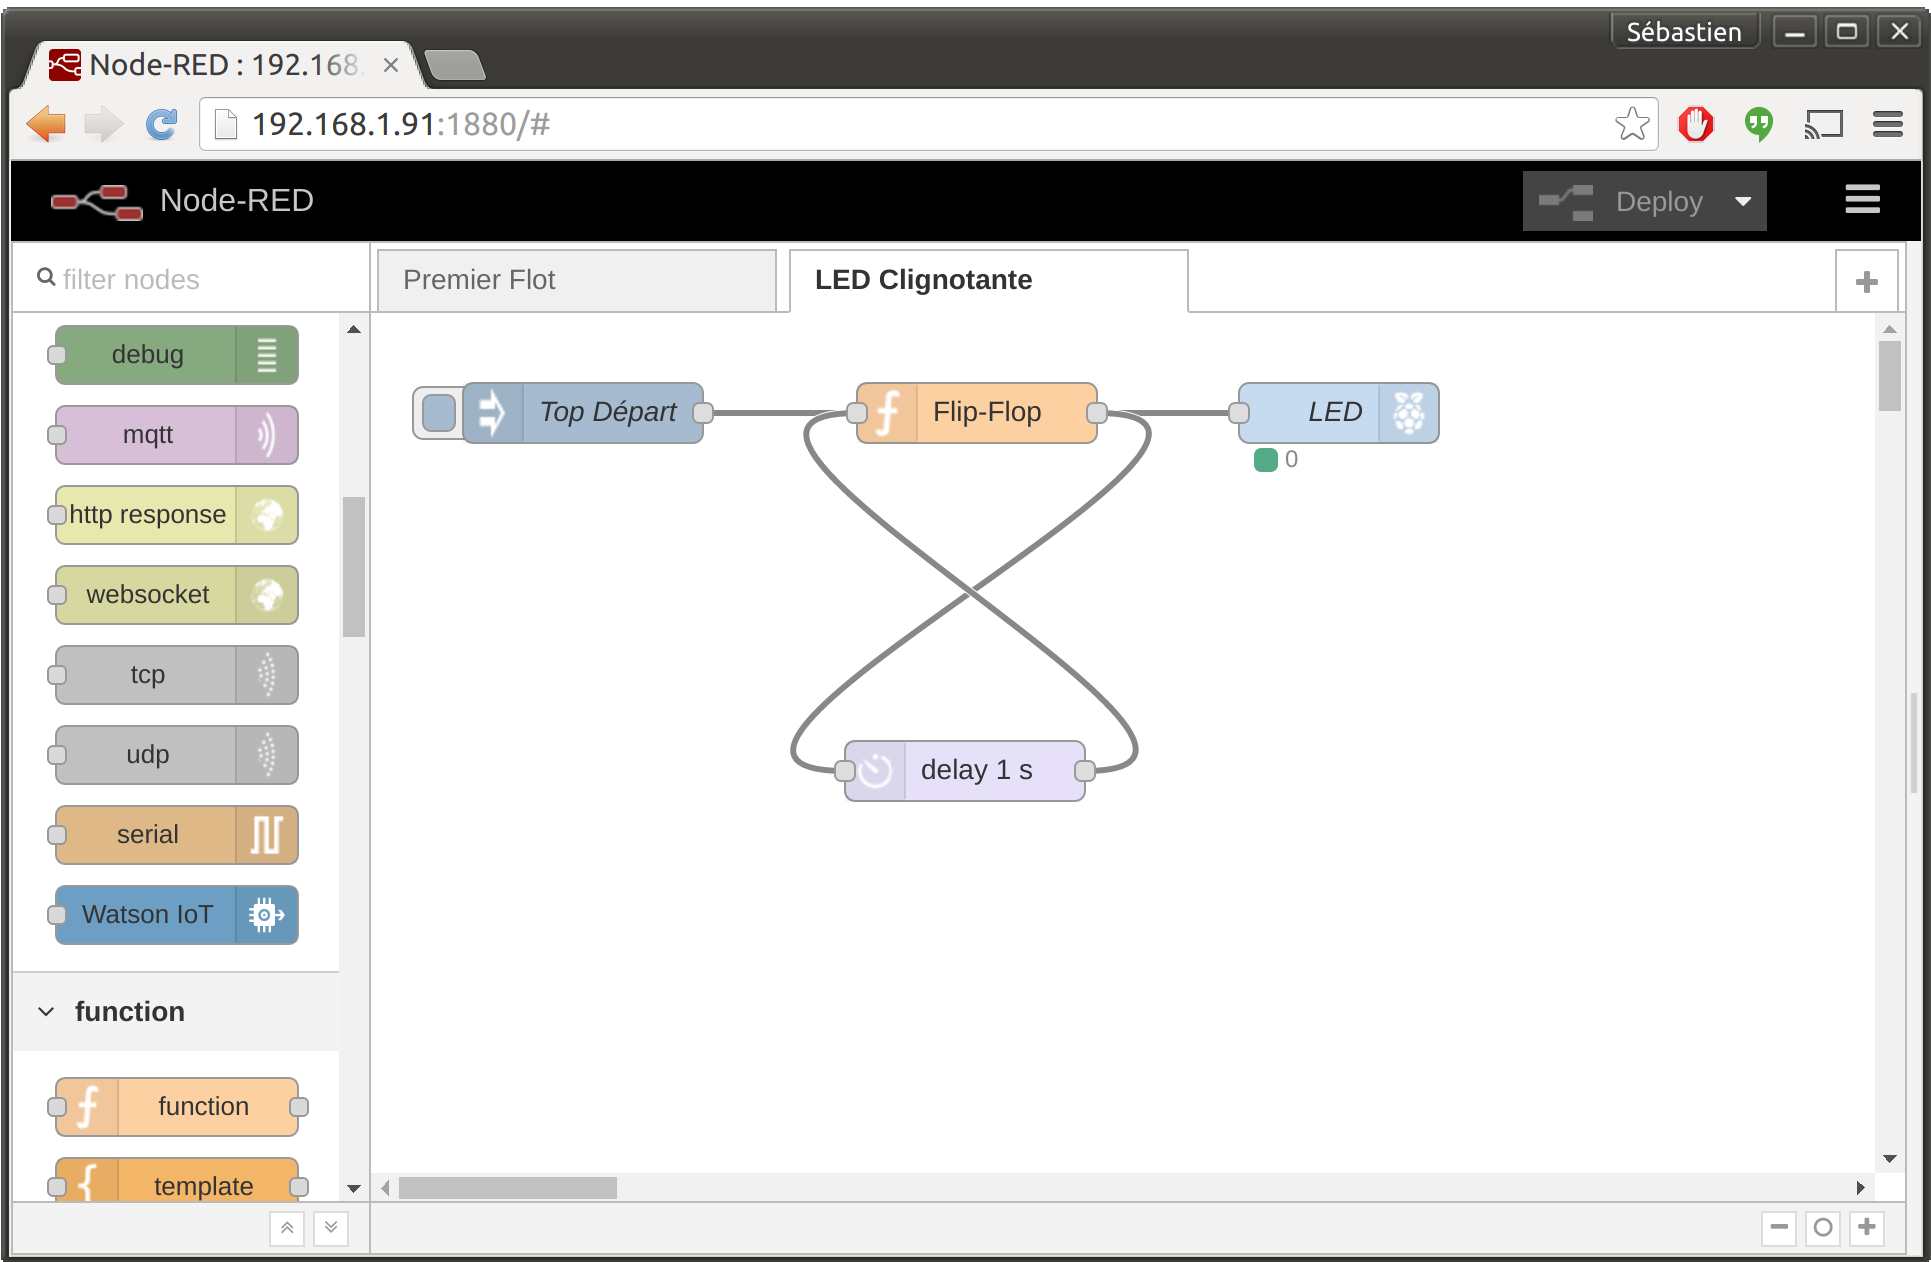 Sébastien
Node-RED : 192.168.
192.168.1.91:1880/#
Node-RED
Deploy
filter nodes
Premier Flot
LED Clignotante
debug
mqtt
http response
websocket
tcp
udp
serial
Watson IoT
function
function
template
Top Départ
Flip-Flop
LED
0
delay 1 s